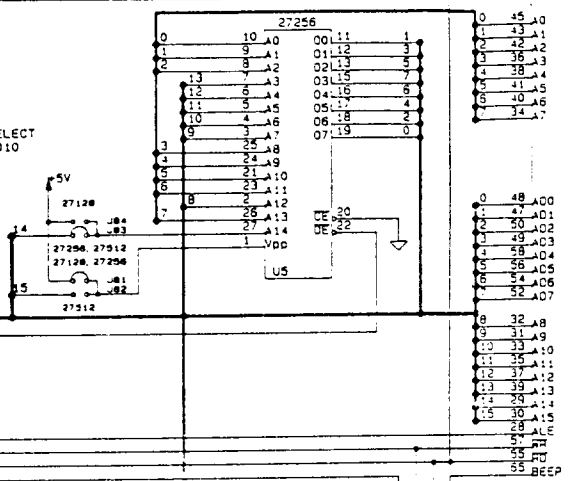 27256
0 10 A0 O0 11 1
1 9 A1 O1 12 3
2 8 A2 O2 13 5
13 7 A3 O3 15 7
12 6 A4 O4 16 6
11 5 A5 O5 17 4
10 4 A6 O6 18 2
9 3 A7 O7 19 0
3 25 A8
4 24 A9
5 21 A10
6 23 A11
8 2 A12
7 26 A13
27 A14
1 Vpp
CE 20
OE 22
U5
ELECT
010
+5V
27128
JB4
JB3
14
27256, 27512
27128, 27256
JB1
JB2
15
27512
0 45 A0
1 43 A1
2 42 A2
3 36 A3
4 38 A4
5 41 A5
6 40 A6
7 34 A7
0 48 AD0
1 47 AD1
2 50 AD2
3 49 AD3
4 58 AD4
5 56 AD5
6 54 AD6
7 52 AD7
8 32 A8
9 31 A9
10 33 A10
11 35 A11
12 37 A12
13 39 A13
14 29 A14
15 30 A15
28 ALE
57
55 RD
65 BEEP